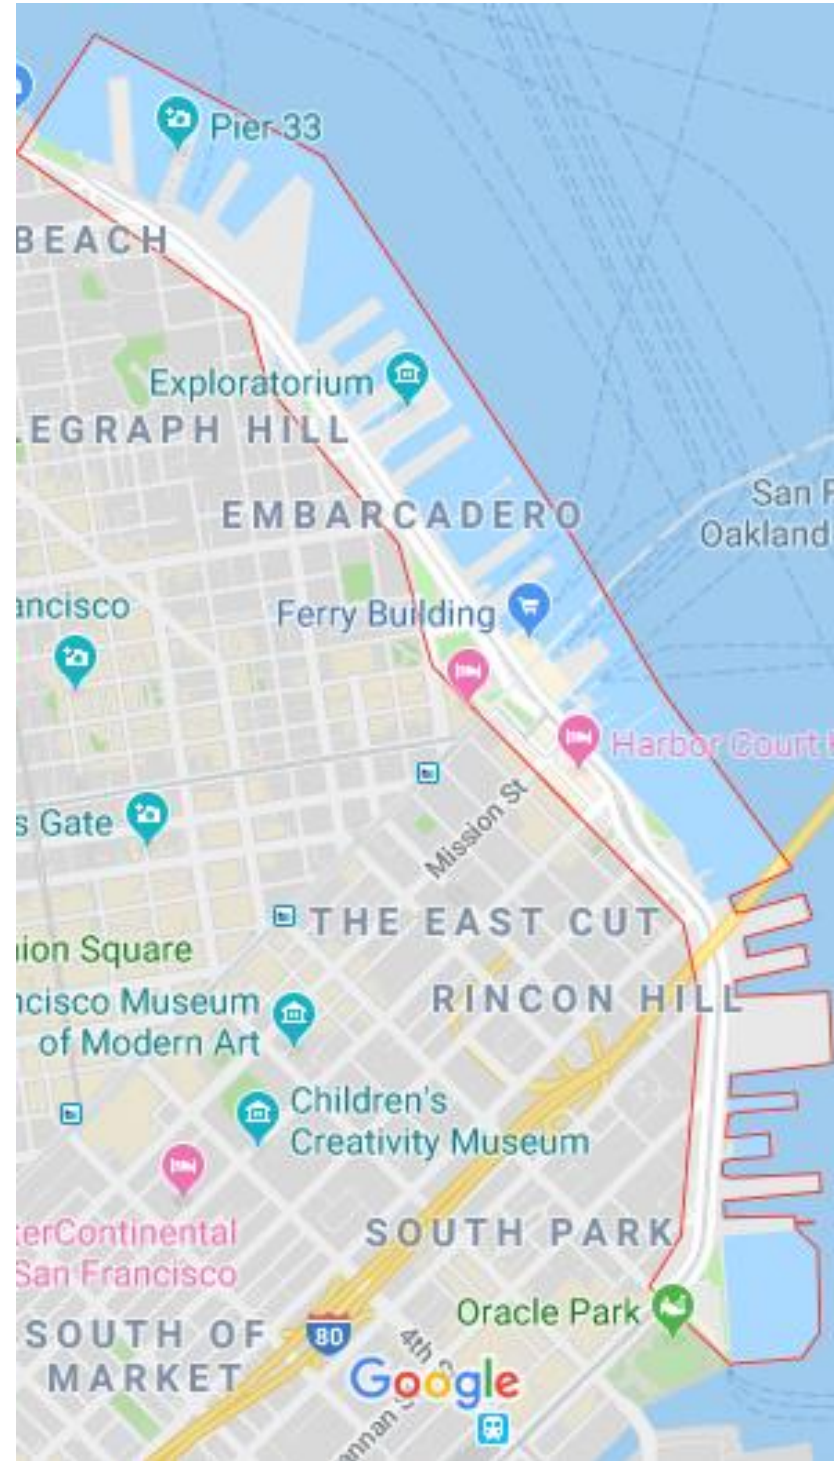 Pier 33
BEACH
Exploratorium
LEGRAPH HILL
San F
Oakland
EMBARCADERO
ancisco
Ferry Building
Harbor Court H
s Gate
Mission St
THE EAST CUT
nion Square
ncisco Museum
of Modern Art
RINCON HILL
Children's
Creativity Museum
terContinental
San Francisco
SOUTH PARK
Oracle Park
SOUTH OF
MARKET
80
4th S
Google
annan S